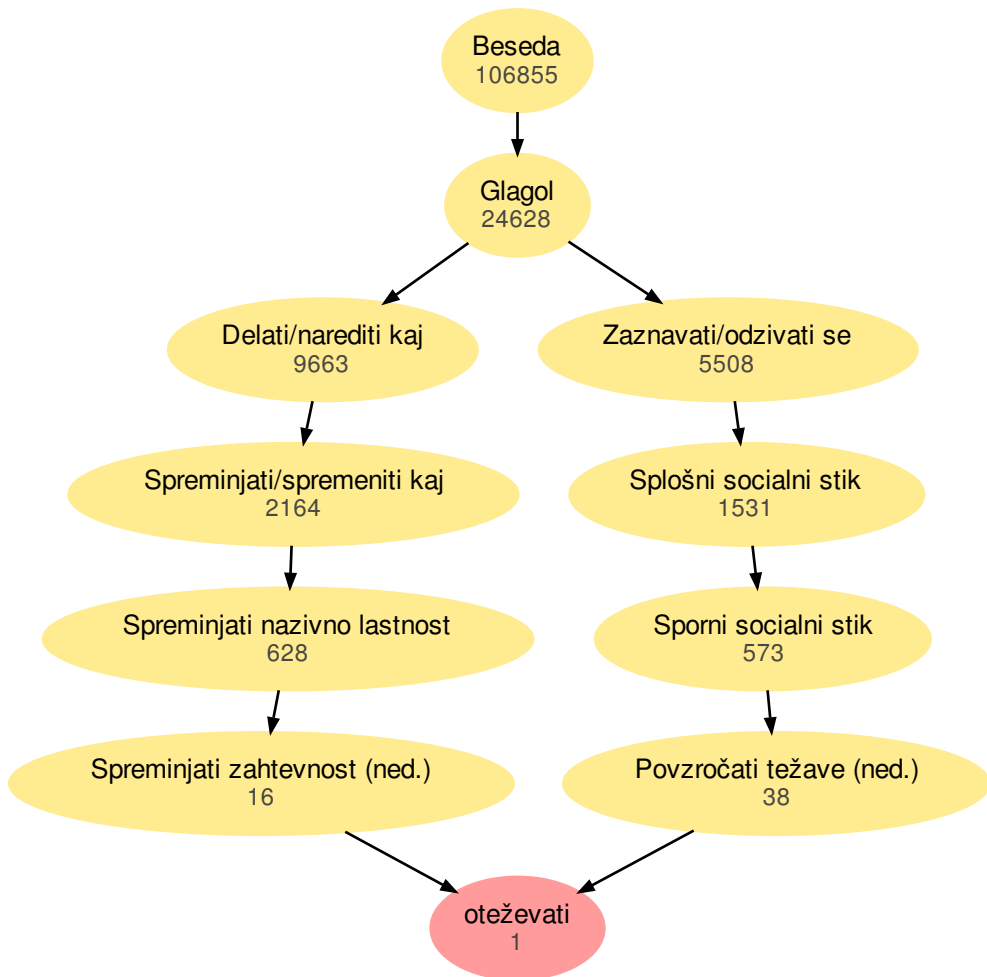 Beseda
106855
Glagol
24628
Delati/narediti kaj
9663
Zaznavati/odzivati se
5508
Spreminjati/spremeniti kaj
2164
Splošni socialni stik
1531
Spreminjati nazivno lastnost
628
Sporni socialni stik
573
Spreminjati zahtevnost (ned.)
16
Povzročati težave (ned.)
38
oteževati
1